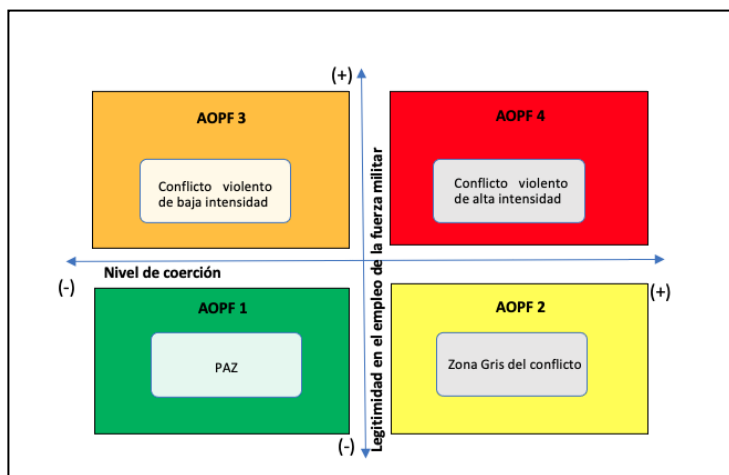 (+)
AOPF 3
AOPF 4
Conflicto violento
de baja intensidad
Conflicto violento
de alta intensidad
Legitimidad en el empleo de la fuerza militar
Nivel de coerción
(-)
(+)
AOPF 1
AOPF 2
PAZ
Zona Gris del conflicto
(-)